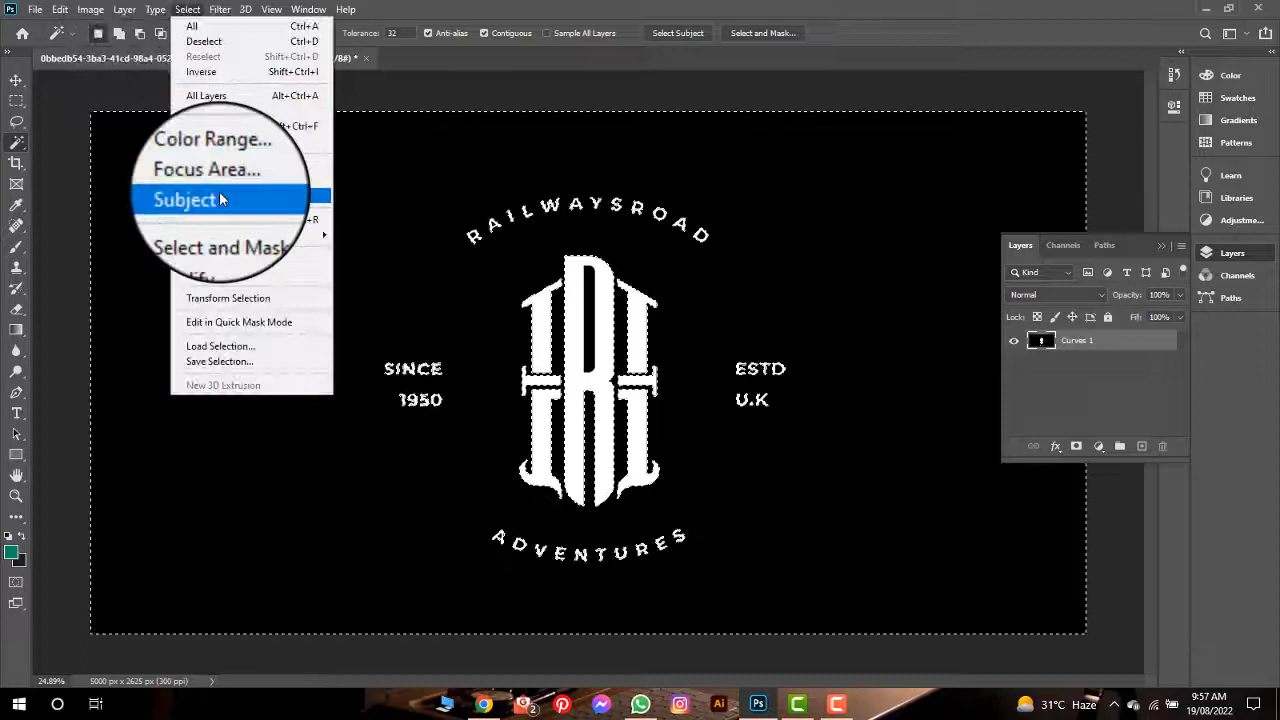 Ps File Edit Image Layer Type Select Filter 3D View Window Help
Tolerance: 32 Anti-alias Contiguous Sample All Layers Select Subject Select and Mask...
All Ctrl+A
Deselect Ctrl+D
Reselect Shift+Ctrl+D
Inverse Shift+Ctrl+I
All Layers Alt+Ctrl+A
Color Range...
Focus Area...
Subject
Select and Mask
Transform Selection
Edit in Quick Mask Mode
Load Selection...
Save Selection...
New 3D Extrusion
RAILWAYSROAD
SINCE
1950
ESTD
U.K
ADVENTURES
Color
Swatches
Gradients
Patterns
Learn
Libraries
Adjustme...
Layers
Channels
Paths
Layers Channels Paths
Kind
Normal Opacity: 100%
Lock: Fill: 100%
Curves 1
24.89% 5000 px x 2625 px (300 ppi)
2 Ai Ps 31°C Haze 9:57 AM
19/08/2022